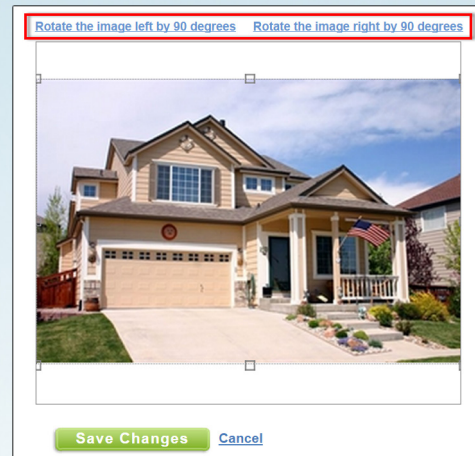 Rotate the image left by 90 degrees Rotate the image right by 90 degrees
Save Changes Cancel